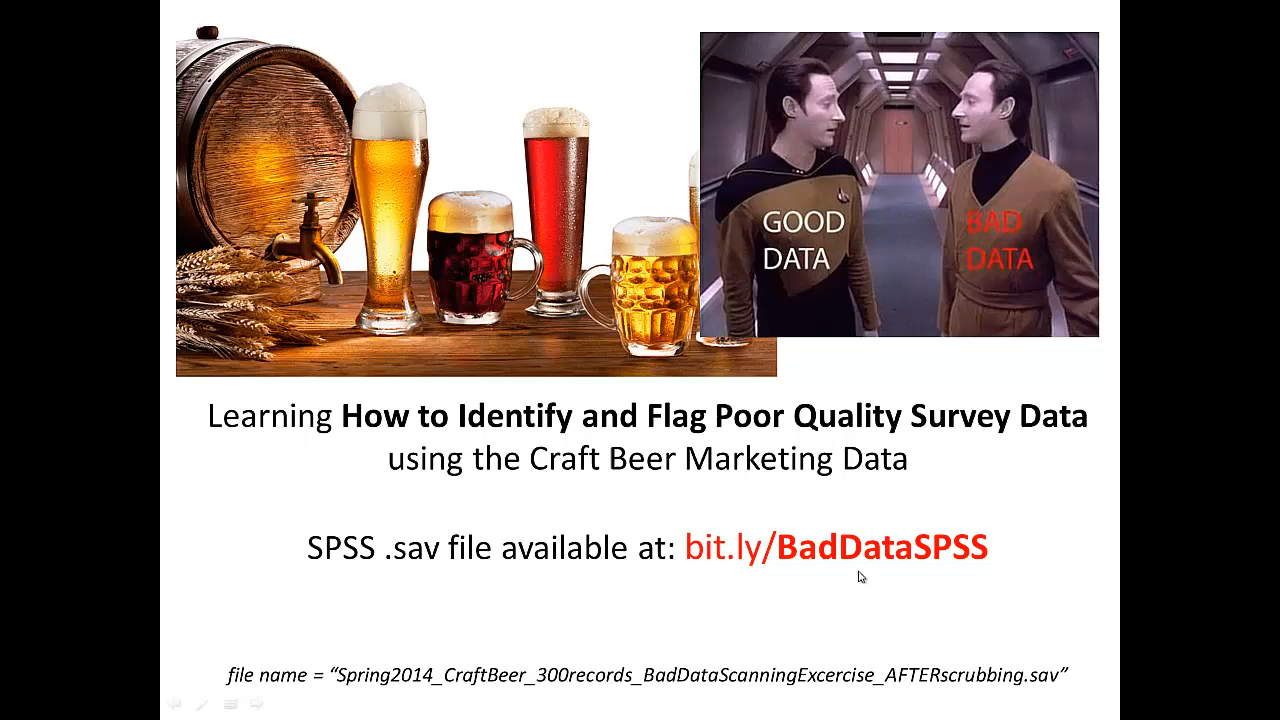 GOOD
DATA
BAD
DATA
Learning How to Identify and Flag Poor Quality Survey Data
using the Craft Beer Marketing Data
SPSS .sav file available at: bit.ly/BadDataSPSS
file name = “Spring2014_CraftBeer_300records_BadDataScanningExcercise_AFTERscrubbing.sav”